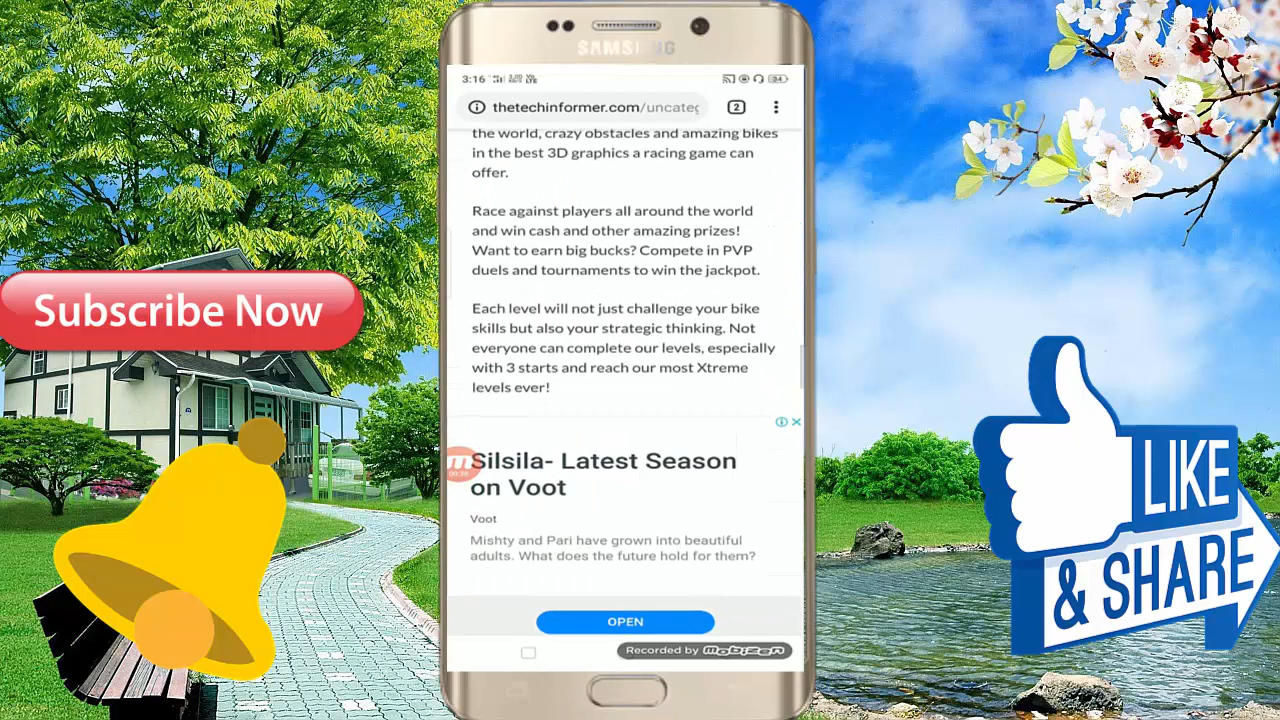 SAMSUNG
3:16
thetechinformer.com/uncateg
2
the world, crazy obstacles and amazing bikes
in the best 3D graphics a racing game can
offer.
Race against players all around the world
and win cash and other amazing prizes!
Want to earn big bucks? Compete in PVP
duels and tournaments to win the jackpot.
Each level will not just challenge your bike
skills but also your strategic thinking. Not
everyone can complete our levels, especially
with 3 starts and reach our most Xtreme
levels ever!
Silsila- Latest Season
on Voot
Voot
Mishty and Pari have grown into beautiful
adults. What does the future hold for them?
OPEN
Recorded by mobizen
Subscribe Now
LIKE
& SHARE